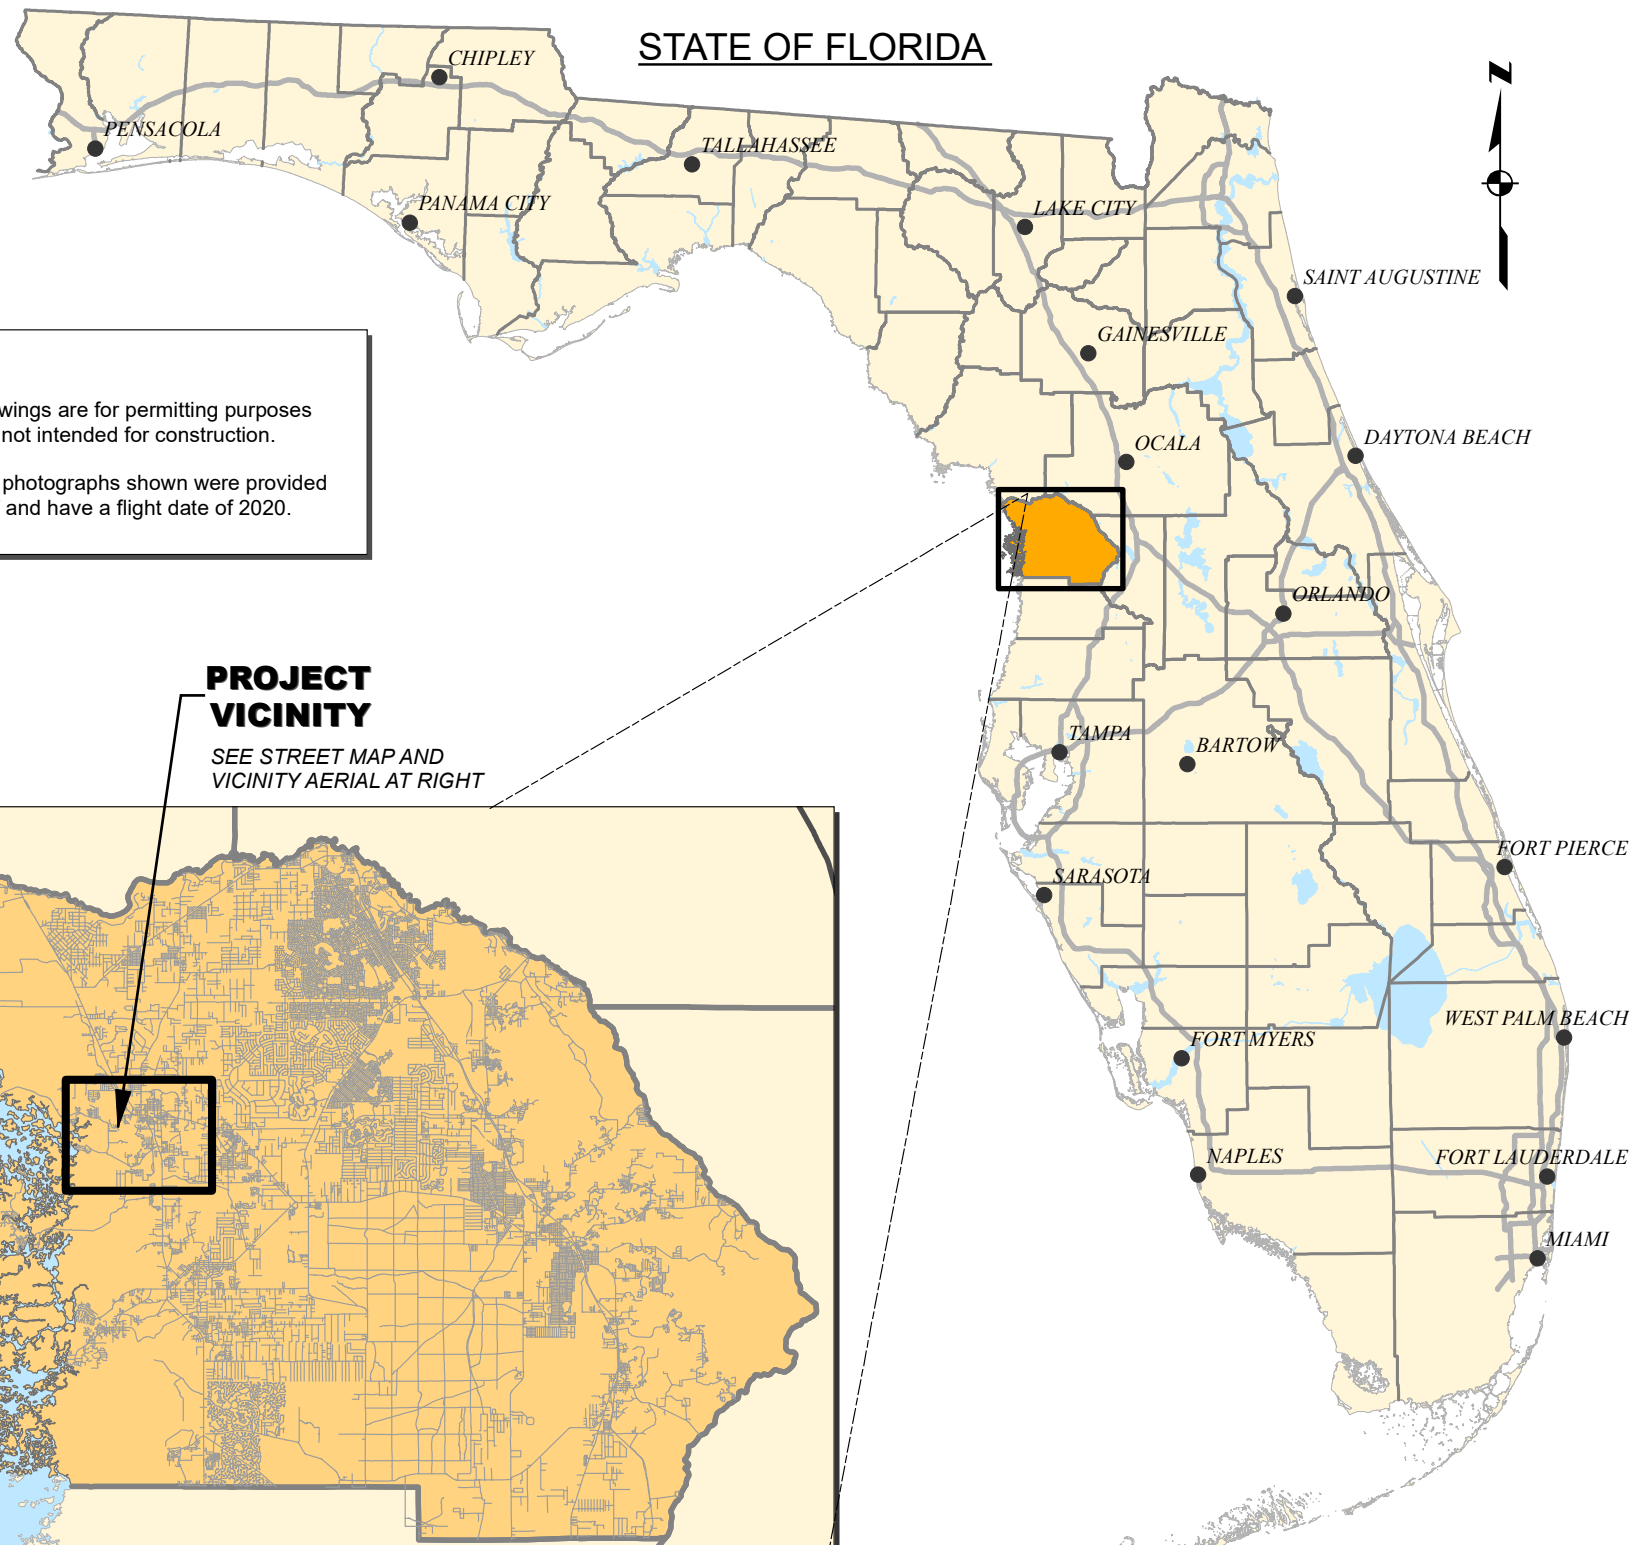 STATE OF FLORIDA
CHIPLEY
PENSACOLA
TALLAHASSEE
PANAMA CITY
LAKE CITY
N
SAINT AUGUSTINE
GAINESVILLE
wings are for permitting purposes
not intended for construction.
photographs shown were provided
and have a flight date of 2020.
OCALA
DAYTONA BEACH
ORLANDO
PROJECT
VICINITY
SEE STREET MAP AND
VICINITY AERIAL AT RIGHT
TAMPA
BARTOW
SARASOTA
FORT PIERCE
WEST PALM BEACH
FORT MYERS
NAPLES
FORT LAUDERDALE
MIAMI